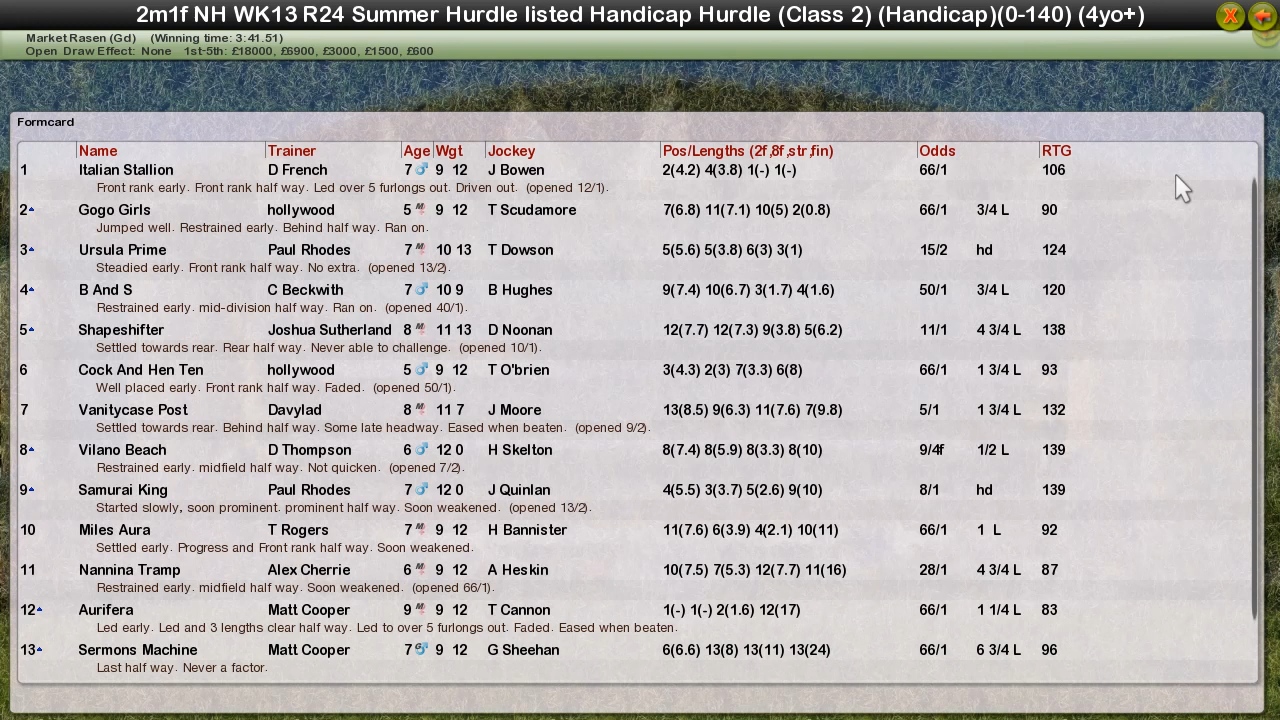 2m1f NH WK13 R24 Summer Hurdle listed Handicap Hurdle (Class 2) (Handicap)(0-140) (4yo+)
Market Rasen (Gd) (Winning time: 3:41.51)
Open Draw Effect: None 1st-5th: £18000, £6900, £3000, £1500, £600
Formcard
Name Trainer Age Wgt Jockey Pos/Lengths (2f,8f,str,fin) Odds RTG
1 Italian Stallion D French 7 9 12 J Bowen 2(4.2) 4(3.8) 1(-) 1(-) 66/1 106
Front rank early. Front rank half way. Led over 5 furlongs out. Driven out. (opened 12/1).
2 Gogo Girls hollywood 5 9 12 T Scudamore 7(6.8) 11(7.1) 10(5) 2(0.8) 66/1 3/4 L 90
Jumped well. Restrained early. Behind half way. Ran on.
3 Ursula Prime Paul Rhodes 7 10 13 T Dowson 5(5.6) 5(3.8) 6(3) 3(1) 15/2 hd 124
Steadied early. Front rank half way. No extra. (opened 13/2).
4 B And S C Beckwith 7 10 9 B Hughes 9(7.4) 10(6.7) 3(1.7) 4(1.6) 50/1 3/4 L 120
Restrained early. mid-division half way. Ran on. (opened 40/1).
5 Shapeshifter Joshua Sutherland 8 11 13 D Noonan 12(7.7) 12(7.3) 9(3.8) 5(6.2) 11/1 4 3/4 L 138
Settled towards rear. Rear half way. Never able to challenge. (opened 10/1).
6 Cock And Hen Ten hollywood 5 9 12 T O'brien 3(4.3) 2(3) 7(3.3) 6(8) 66/1 1 3/4 L 93
Well placed early. Front rank half way. Faded. (opened 50/1).
7 Vanitycase Post Davylad 8 11 7 J Moore 13(8.5) 9(6.3) 11(7.6) 7(9.8) 5/1 1 3/4 L 132
Settled towards rear. Behind half way. Some late headway. Eased when beaten. (opened 9/2).
8 Vilano Beach D Thompson 6 12 0 H Skelton 8(7.4) 8(5.9) 8(3.3) 8(10) 9/4f 1/2 L 139
Restrained early. midfield half way. Not quicken. (opened 7/2).
9 Samurai King Paul Rhodes 7 12 0 J Quinlan 4(5.5) 3(3.7) 5(2.6) 9(10) 8/1 hd 139
Started slowly, soon prominent. prominent half way. Soon weakened. (opened 13/2).
10 Miles Aura T Rogers 7 9 12 H Bannister 11(7.6) 6(3.9) 4(2.1) 10(11) 66/1 1 L 92
Settled early. Progress and Front rank half way. Soon weakened.
11 Nannina Tramp Alex Cherrie 6 9 12 A Heskin 10(7.5) 7(5.3) 12(7.7) 11(16) 28/1 4 3/4 L 87
Restrained early. midfield half way. Soon weakened. (opened 66/1).
12 Aurifera Matt Cooper 9 9 12 T Cannon 1(-) 1(-) 2(1.6) 12(17) 66/1 1 1/4 L 83
Led early. Led and 3 lengths clear half way. Led to over 5 furlongs out. Faded. Eased when beaten.
13 Sermons Machine Matt Cooper 7 9 12 G Sheehan 6(6.6) 13(8) 13(11) 13(24) 66/1 6 3/4 L 96
Last half way. Never a factor.